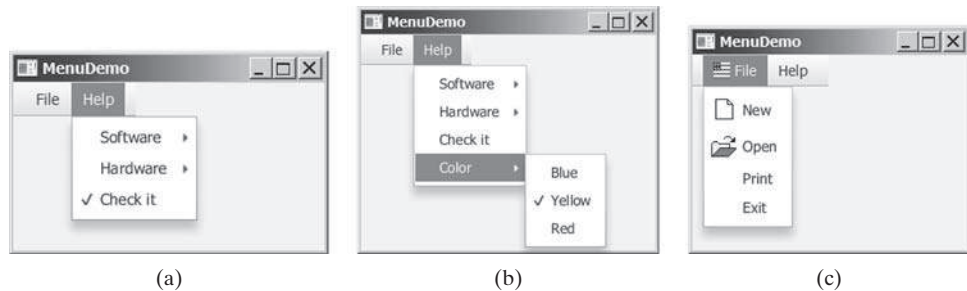 MenuDemo
File Help
Software
Hardware
Check it
(a)
MenuDemo
File Help
Software
Hardware
Check it
Color
Blue
Yellow
Red
(b)
MenuDemo
File Help
New
Open
Print
Exit
(c)